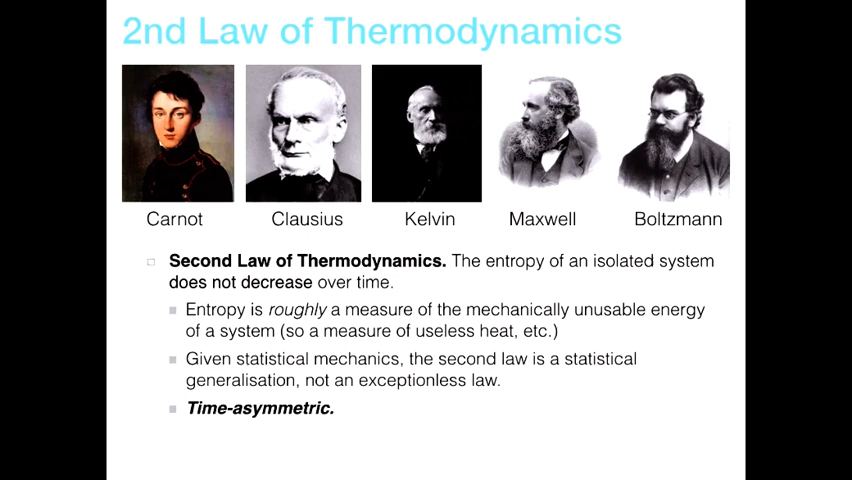 2nd Law of Thermodynamics
Carnot Clausius Kelvin Maxwell Boltzmann
Second Law of Thermodynamics. The entropy of an isolated system
does not decrease over time.
Entropy is roughly a measure of the mechanically unusable energy
of a system (so a measure of useless heat, etc.)
Given statistical mechanics, the second law is a statistical
generalisation, not an exceptionless law.
Time-asymmetric.